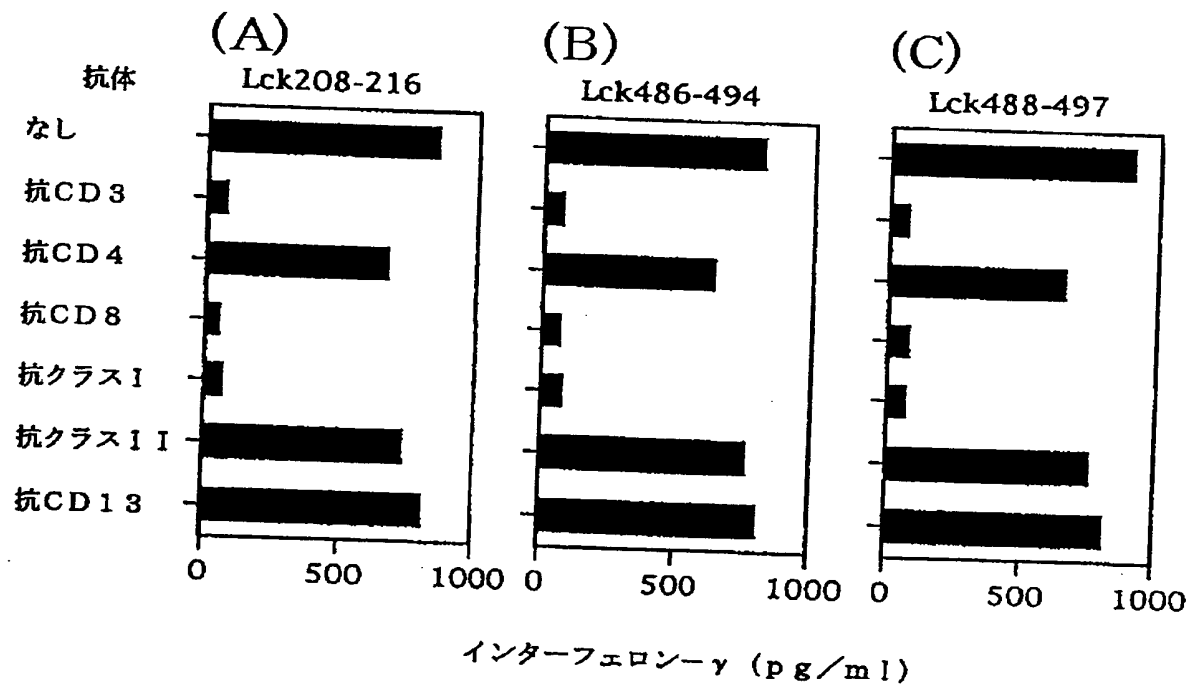 (A) (B) (C)
抗体 Lck208-216 Lck486-494 Lck488-497
なし
抗CD3
抗CD4
抗CD8
抗クラスI
抗クラスII
抗CD13
0 500 1000 0 500 1000 0 500 1000
インターフェロン-γ (pg/ml)